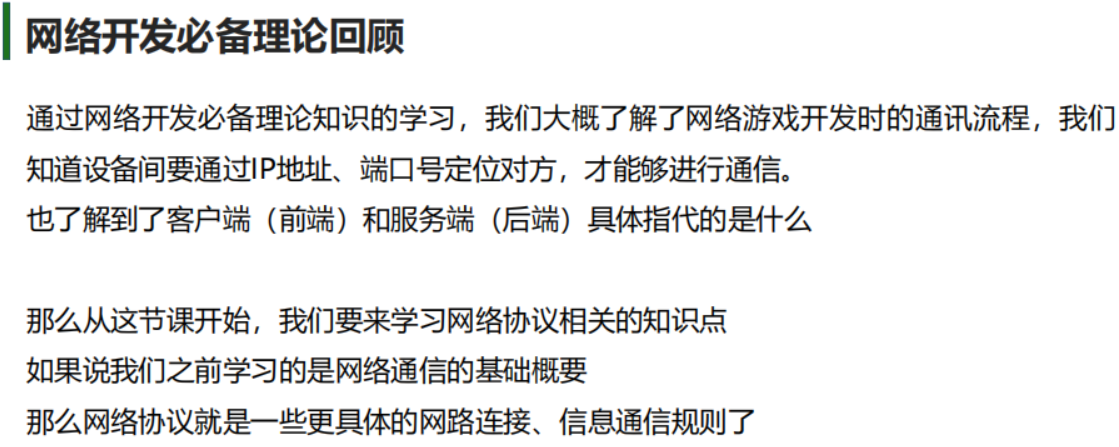 网络开发必备理论回顾
通过网络开发必备理论知识的学习，我们大概了解了网络游戏开发时的通讯流程，我们
知道设备间要通过IP地址、端口号定位对方，才能够进行通信。
也了解到了客户端（前端）和服务端（后端）具体指代的是什么
那么从这节课开始，我们要来学习网络协议相关的知识点
如果说我们之前学习的是网络通信的基础概要
那么网络协议就是一些更具体的网路连接、信息通信规则了